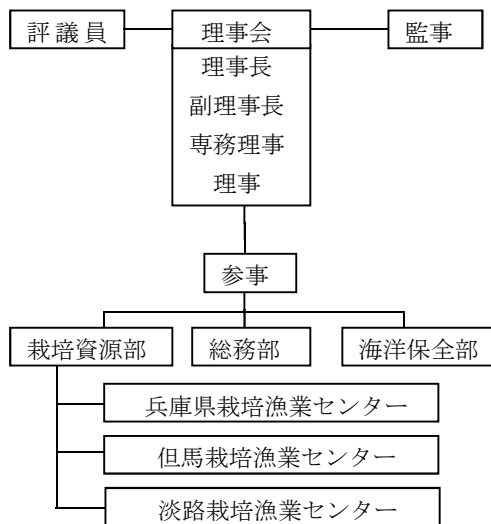 評議員 理事会 監事
理事長
副理事長
専務理事
理事
参事
栽培資源部 総務部 海洋保全部
兵庫県栽培漁業センター
但馬栽培漁業センター
淡路栽培漁業センター